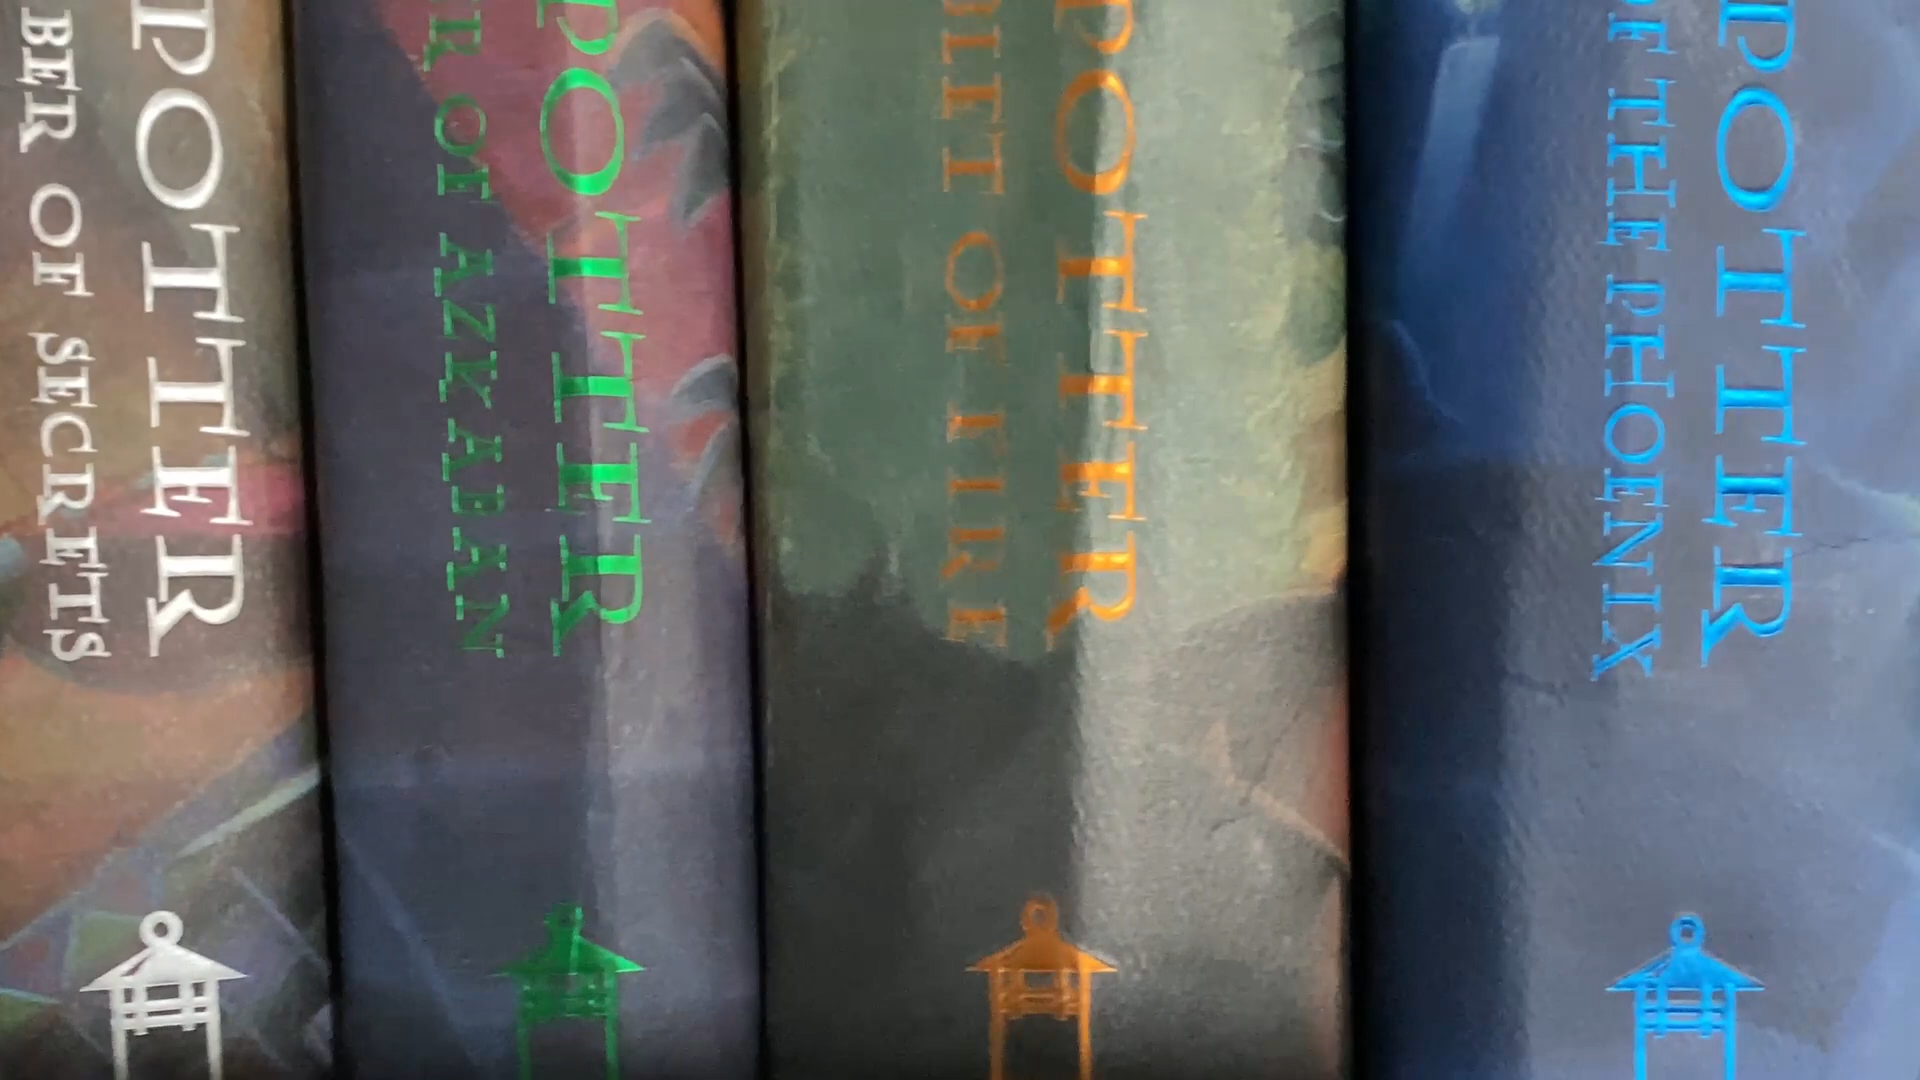 POTTER
BER OF SECRETS
POTTER
R OF AZKABAN
POTTER
BLET OF FIRE
POTTER
OF THE PHOENIX